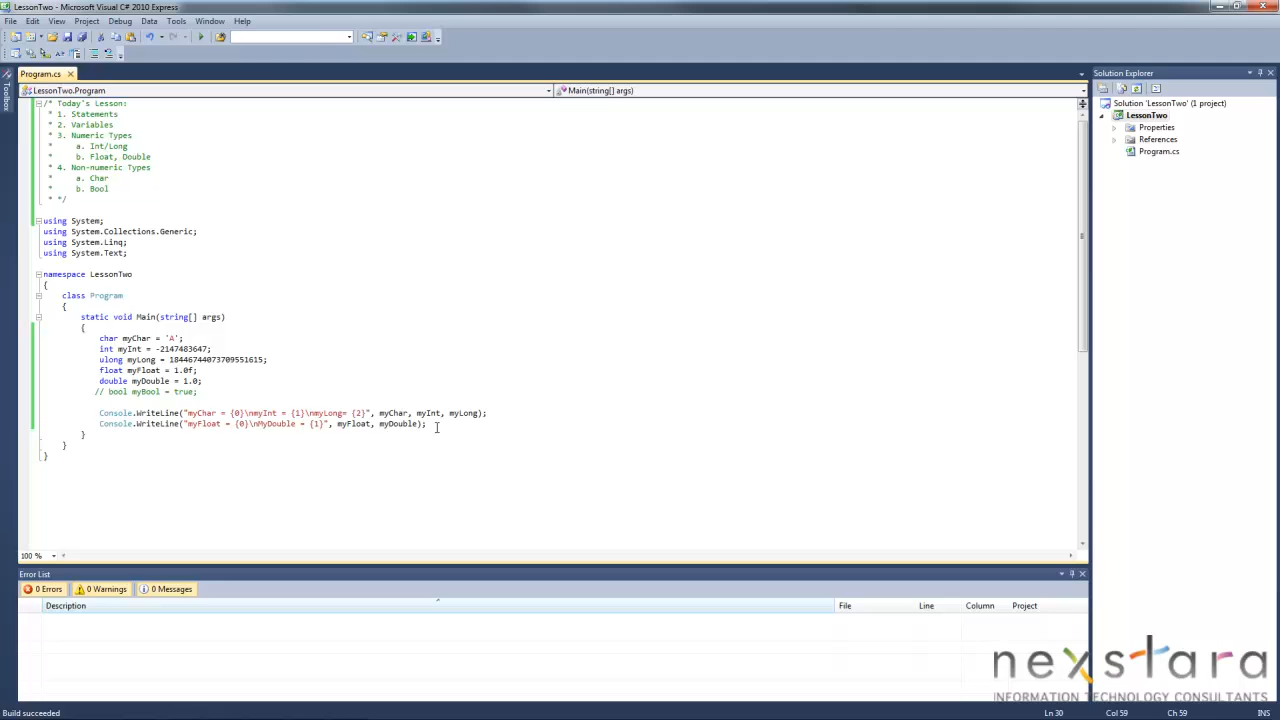 LessonTwo - Microsoft Visual C# 2010 Express
File Edit View Project Debug Data Tools Window Help
Program.cs
LessonTwo.Program Main(string[] args)
/* Today's Lesson:
* 1. Statements
* 2. Variables
* 3. Numeric Types
* a. Int/Long
* b. Float, Double
* 4. Non-numeric Types
* a. Char
* b. Bool
* */
using System;
using System.Collections.Generic;
using System.Linq;
using System.Text;
namespace LessonTwo
{
class Program
{
static void Main(string[] args)
{
char myChar = 'A';
int myInt = -2147483647;
ulong myLong = 18446744073709551615;
float myFloat = 1.0f;
double myDouble = 1.0;
// bool myBool = true;
Console.WriteLine("myChar = {0}\nmyInt = {1}\nmyLong= {2}", myChar, myInt, myLong);
Console.WriteLine("myFloat = {0}\nMyDouble = {1}", myFloat, myDouble);
}
}
}
100 %
Toolbox
Solution Explorer
Solution 'LessonTwo' (1 project)
LessonTwo
Properties
References
Program.cs
Error List
0 Errors 0 Warnings 0 Messages
Description File Line Column Project
nexstara
INFORMATION TECHNOLOGY CONSULTANTS
Build succeeded Ln 30 Col 59 Ch 59 INS